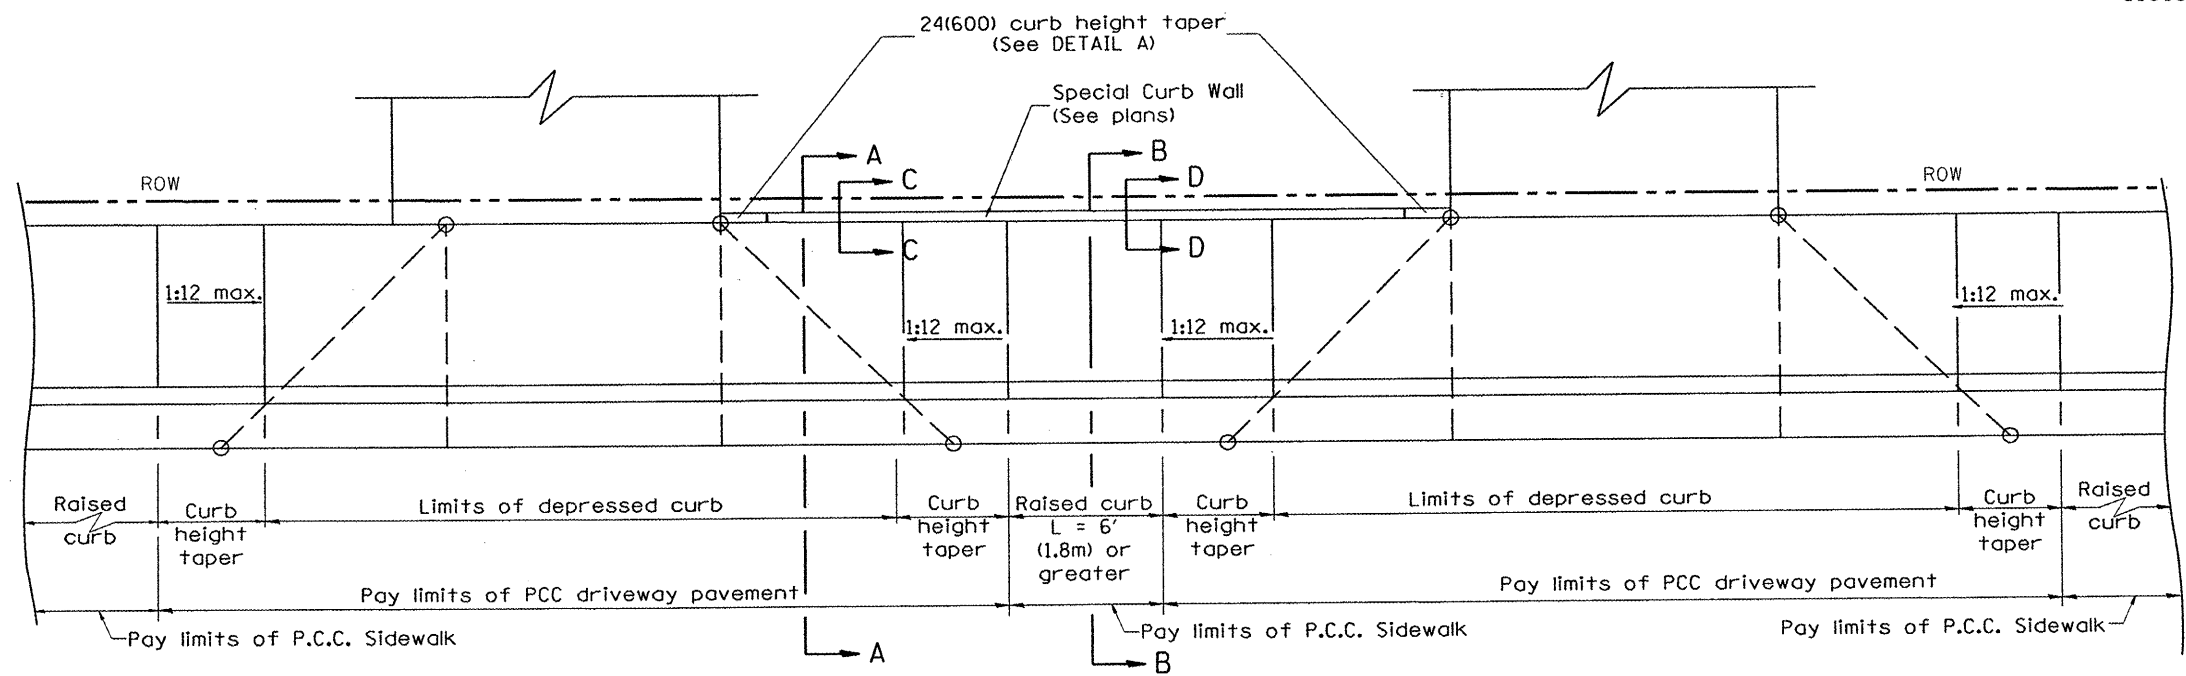 24(600) curb height taper
(See DETAIL A)
Special Curb Wall
(See plans)
A
B
C
D
ROW
ROW
C
D
1:12 max.
1:12 max.
1:12 max.
1:12 max.
Raised
curb
Curb
height
taper
Limits of depressed curb
Curb
height
taper
Raised curb
L = 6'
(1.8m) or
greater
Curb
height
taper
Limits of depressed curb
Curb
height
taper
Raised
curb
Pay limits of PCC driveway pavement
Pay limits of PCC driveway pavement
Pay limits of P.C.C. Sidewalk
Pay limits of P.C.C. Sidewalk
Pay limits of P.C.C. Sidewalk
A
B